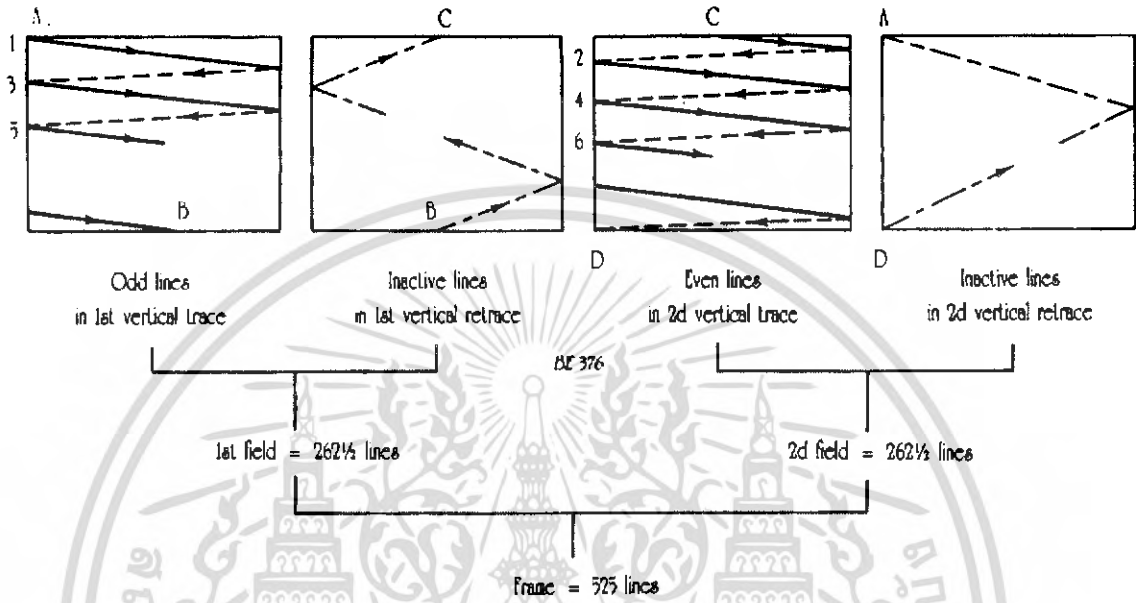 A.
C
C
A
1
3
5
B
B
2
4
6
D
D
Odd lines
in 1st vertical trace
Inactive lines
in 1st vertical retrace
Even lines
in 2d vertical trace
Inactive lines
in 2d vertical retrace
BE 376
1st field = 262½ lines
2d field = 262½ lines
Frame = 525 lines